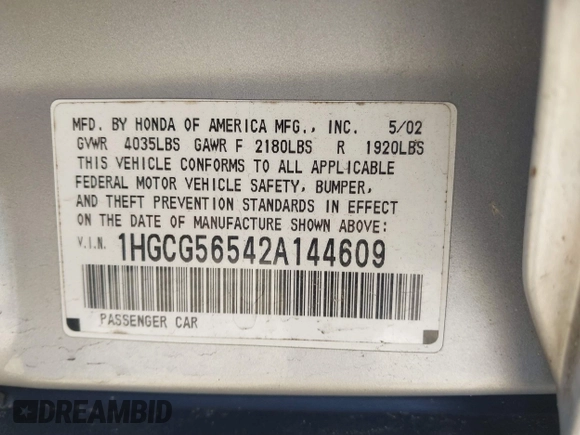 MFD. BY HONDA OF AMERICA MFG., INC. 5/02
GVWR 4035LBS GAWR F 2180LBS R 1920LBS
THIS VEHICLE CONFORMS TO ALL APPLICABLE
FEDERAL MOTOR VEHICLE SAFETY, BUMPER,
AND THEFT PREVENTION STANDARDS IN EFFECT
ON THE DATE OF MANUFACTURE SHOWN ABOVE:
V.I.N. 1HGCG56542A144609
PASSENGER CAR
DREAMBID